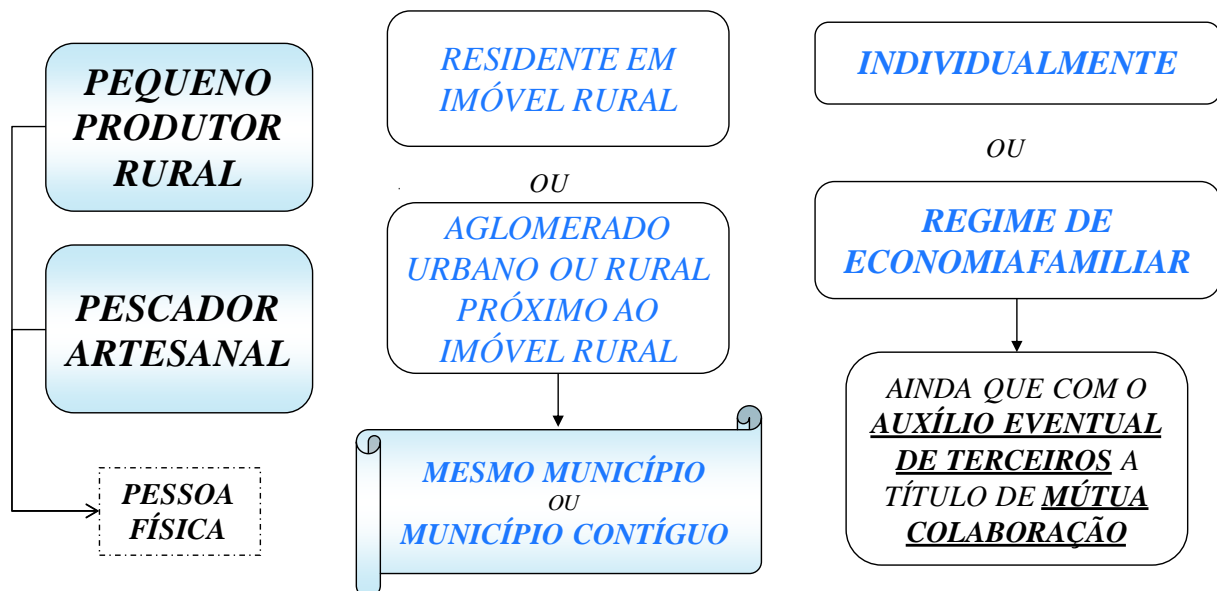 PEQUENO
PRODUTOR
RURAL
PESCADOR
ARTESANAL
PESSOA
FÍSICA
RESIDENTE EM
IMÓVEL RURAL
OU
AGLOMERADO
URBANO OU RURAL
PRÓXIMO AO
IMÓVEL RURAL
MESMO MUNICÍPIO
OU
MUNICÍPIO CONTÍGUO
INDIVIDUALMENTE
OU
REGIME DE
ECONOMIAFAMILIAR
AINDA QUE COM O
AUXÍLIO EVENTUAL
DE TERCEIROS A
TÍTULO DE MÚTUA
COLABORAÇÃO